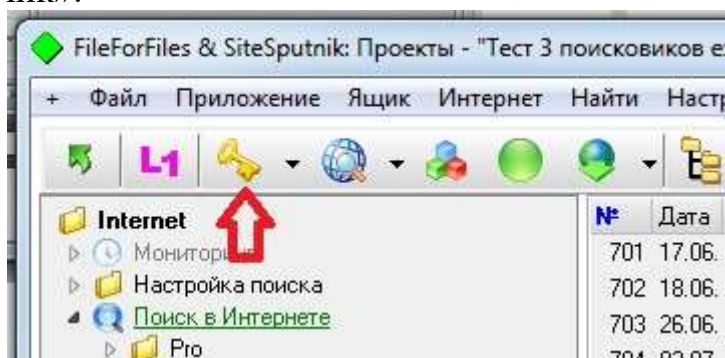 FileForFiles & SiteSputnik: Проекты - "Тест 3 поисковиков
+ Файл Приложение Ящик Интернет Найти
L1
Internet
№ Дата
701 17.06.
Настройка поиска
702 18.06.
Поиск в Интернете
703 26.06.
Pro